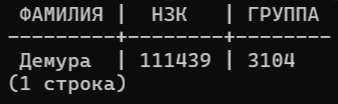 ФАМИЛИЯ | НЗК | ГРУППА
---------+--------+--------
Демура | 111439 | 3104
(1 строка)